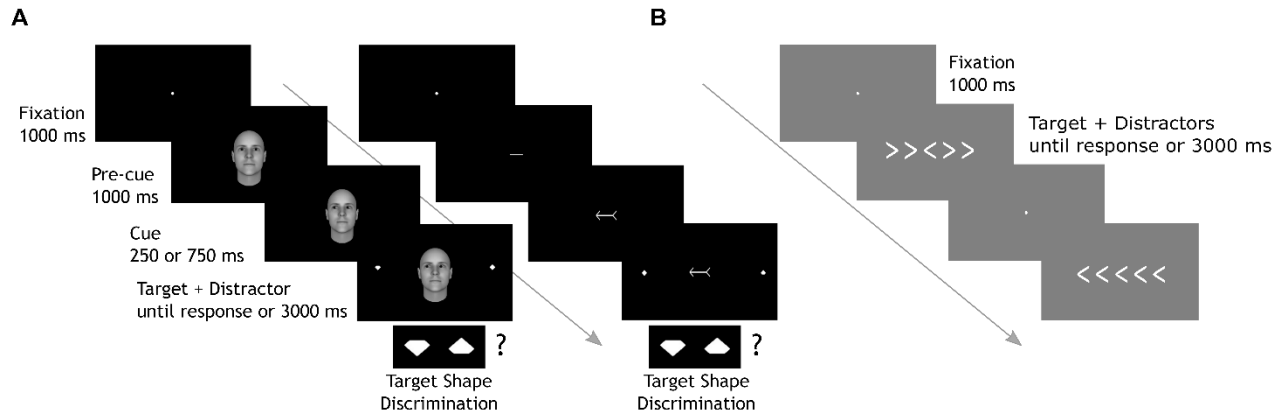 A
Fixation
1000 ms
Pre-cue
1000 ms
Cue
250 or 750 ms
Target + Distractor
until response or 3000 ms
?
Target Shape
Discrimination
?
Target Shape
Discrimination
B
Fixation
1000 ms
Target + Distractors
until response or 3000 ms
> > < > >
< < < < <